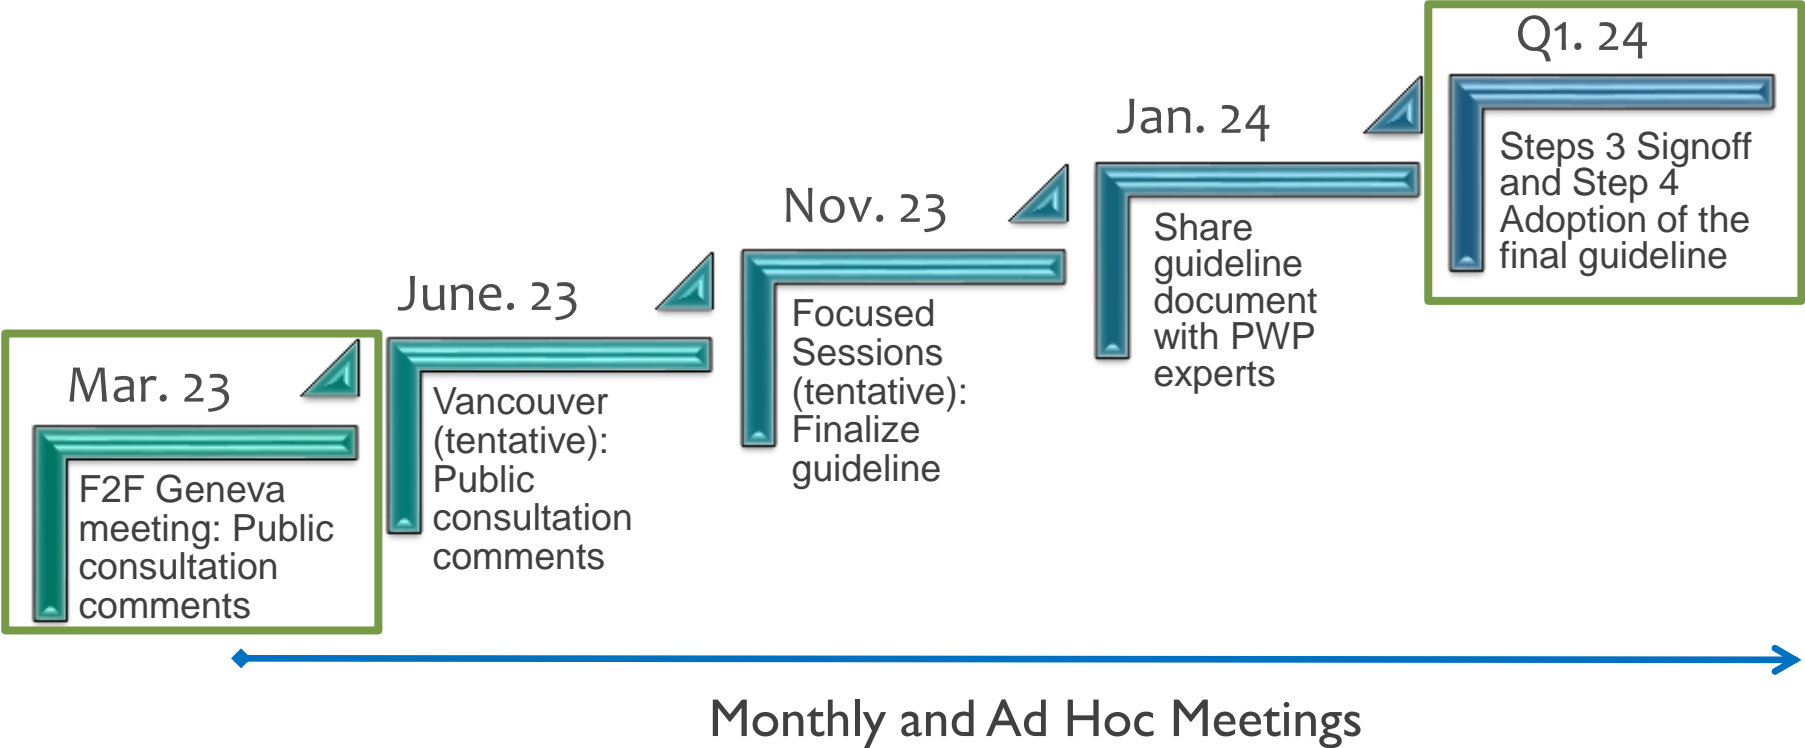 Mar. 23
F2F Geneva
meeting: Public
consultation
comments
June. 23
Vancouver
(tentative):
Public
consultation
comments
Nov. 23
Focused
Sessions
(tentative):
Finalize
guideline
Jan. 24
Share
guideline
document
with PWP
experts
Q1. 24
Steps 3 Signoff
and Step 4
Adoption of the
final guideline
Monthly and Ad Hoc Meetings